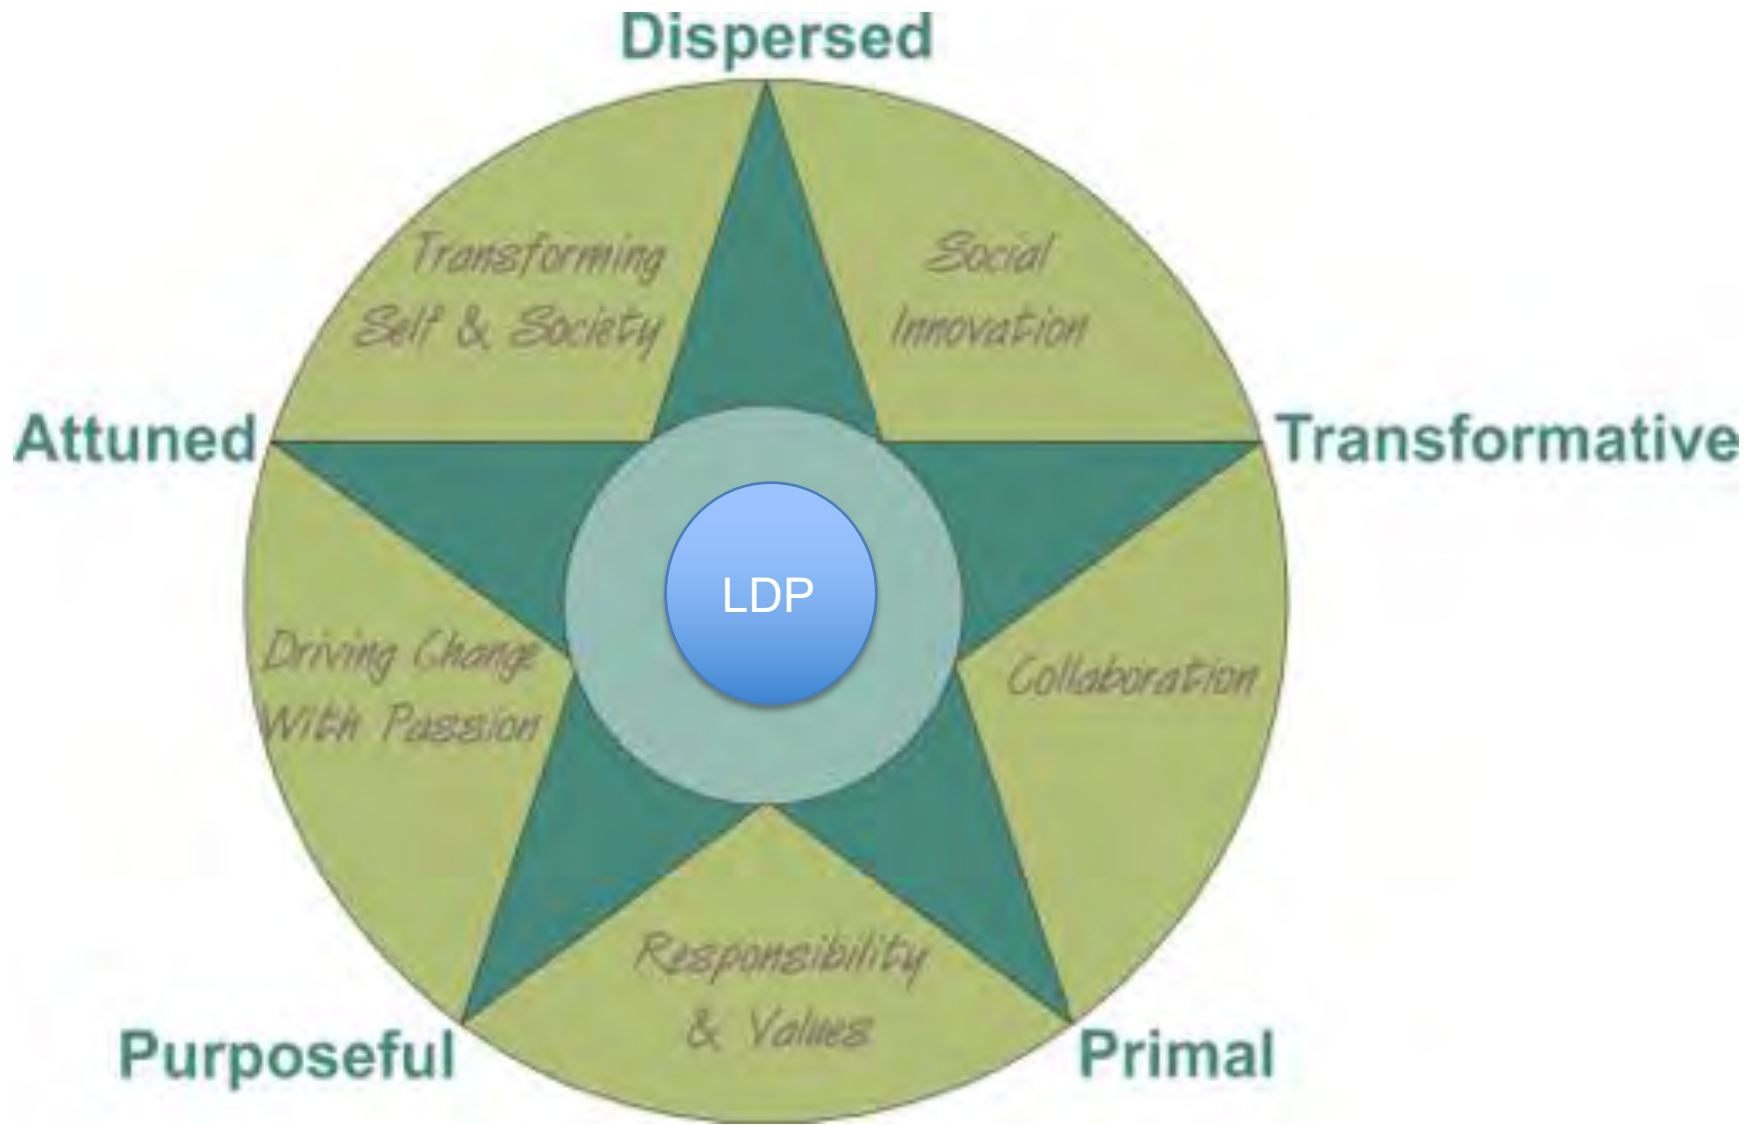 Dispersed
Transforming
Self & Society
Social
Innovation
Attuned
Transformative
LDP
Driving Change
With Passion
Collaboration
Responsibility
& Values
Purposeful
Primal